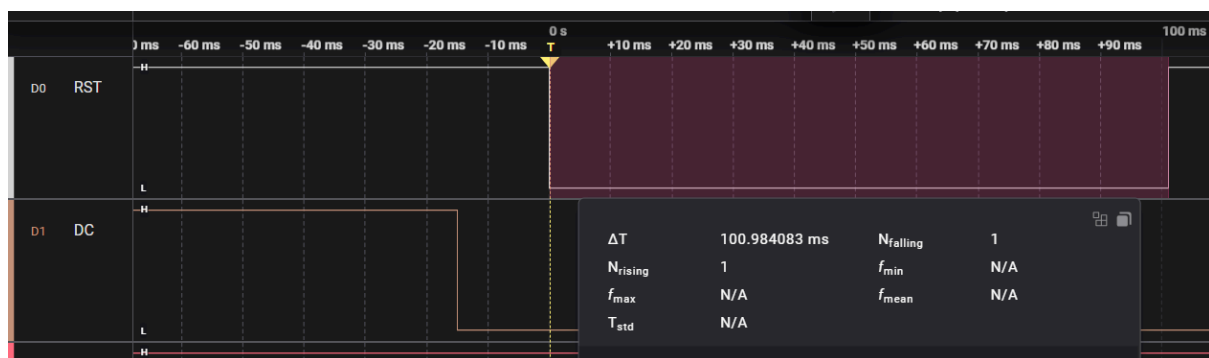 0 s 100 ms
0 ms -60 ms -50 ms -40 ms -30 ms -20 ms -10 ms T +10 ms +20 ms +30 ms +40 ms +50 ms +60 ms +70 ms +80 ms +90 ms
H
D0 RST
L
H
D1 DC
L
H
ΔT 100.984083 ms Nfalling 1
Nrising 1 fmin N/A
fmax N/A fmean N/A
Tstd N/A